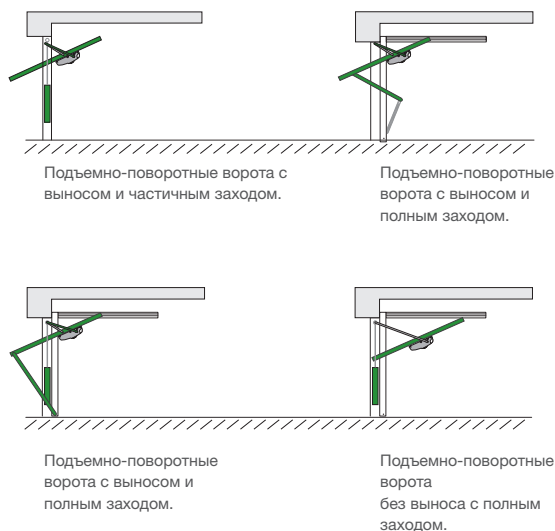 Подъемно-поворотные ворота с
выносом и частичным заходом.
Подъемно-поворотные
ворота с выносом и
полным заходом.
Подъемно-поворотные
ворота с выносом и
полным заходом.
Подъемно-поворотные
ворота
без выноса с полным
заходом.